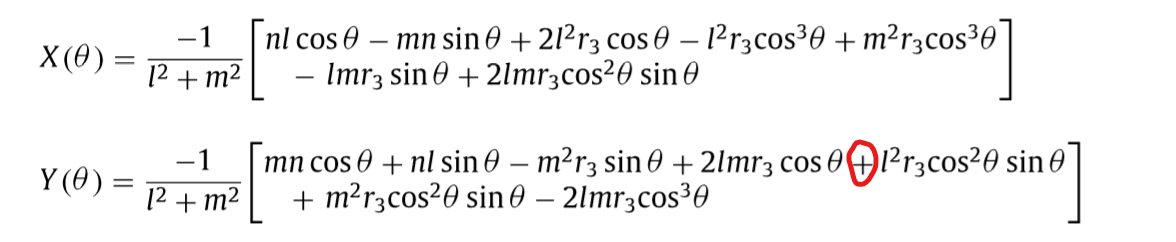 X(θ) = −1 / (l² + m²) [ nl cos θ − mn sin θ + 2l²r₃ cos θ − l²r₃cos³θ + m²r₃cos³θ
− lmr₃ sin θ + 2lmr₃cos²θ sin θ ]
Y(θ) = −1 / (l² + m²) [ mn cos θ + nl sin θ − m²r₃ sin θ + 2lmr₃ cos θ + l²r₃cos²θ sin θ
+ m²r₃cos²θ sin θ − 2lmr₃cos³θ ]